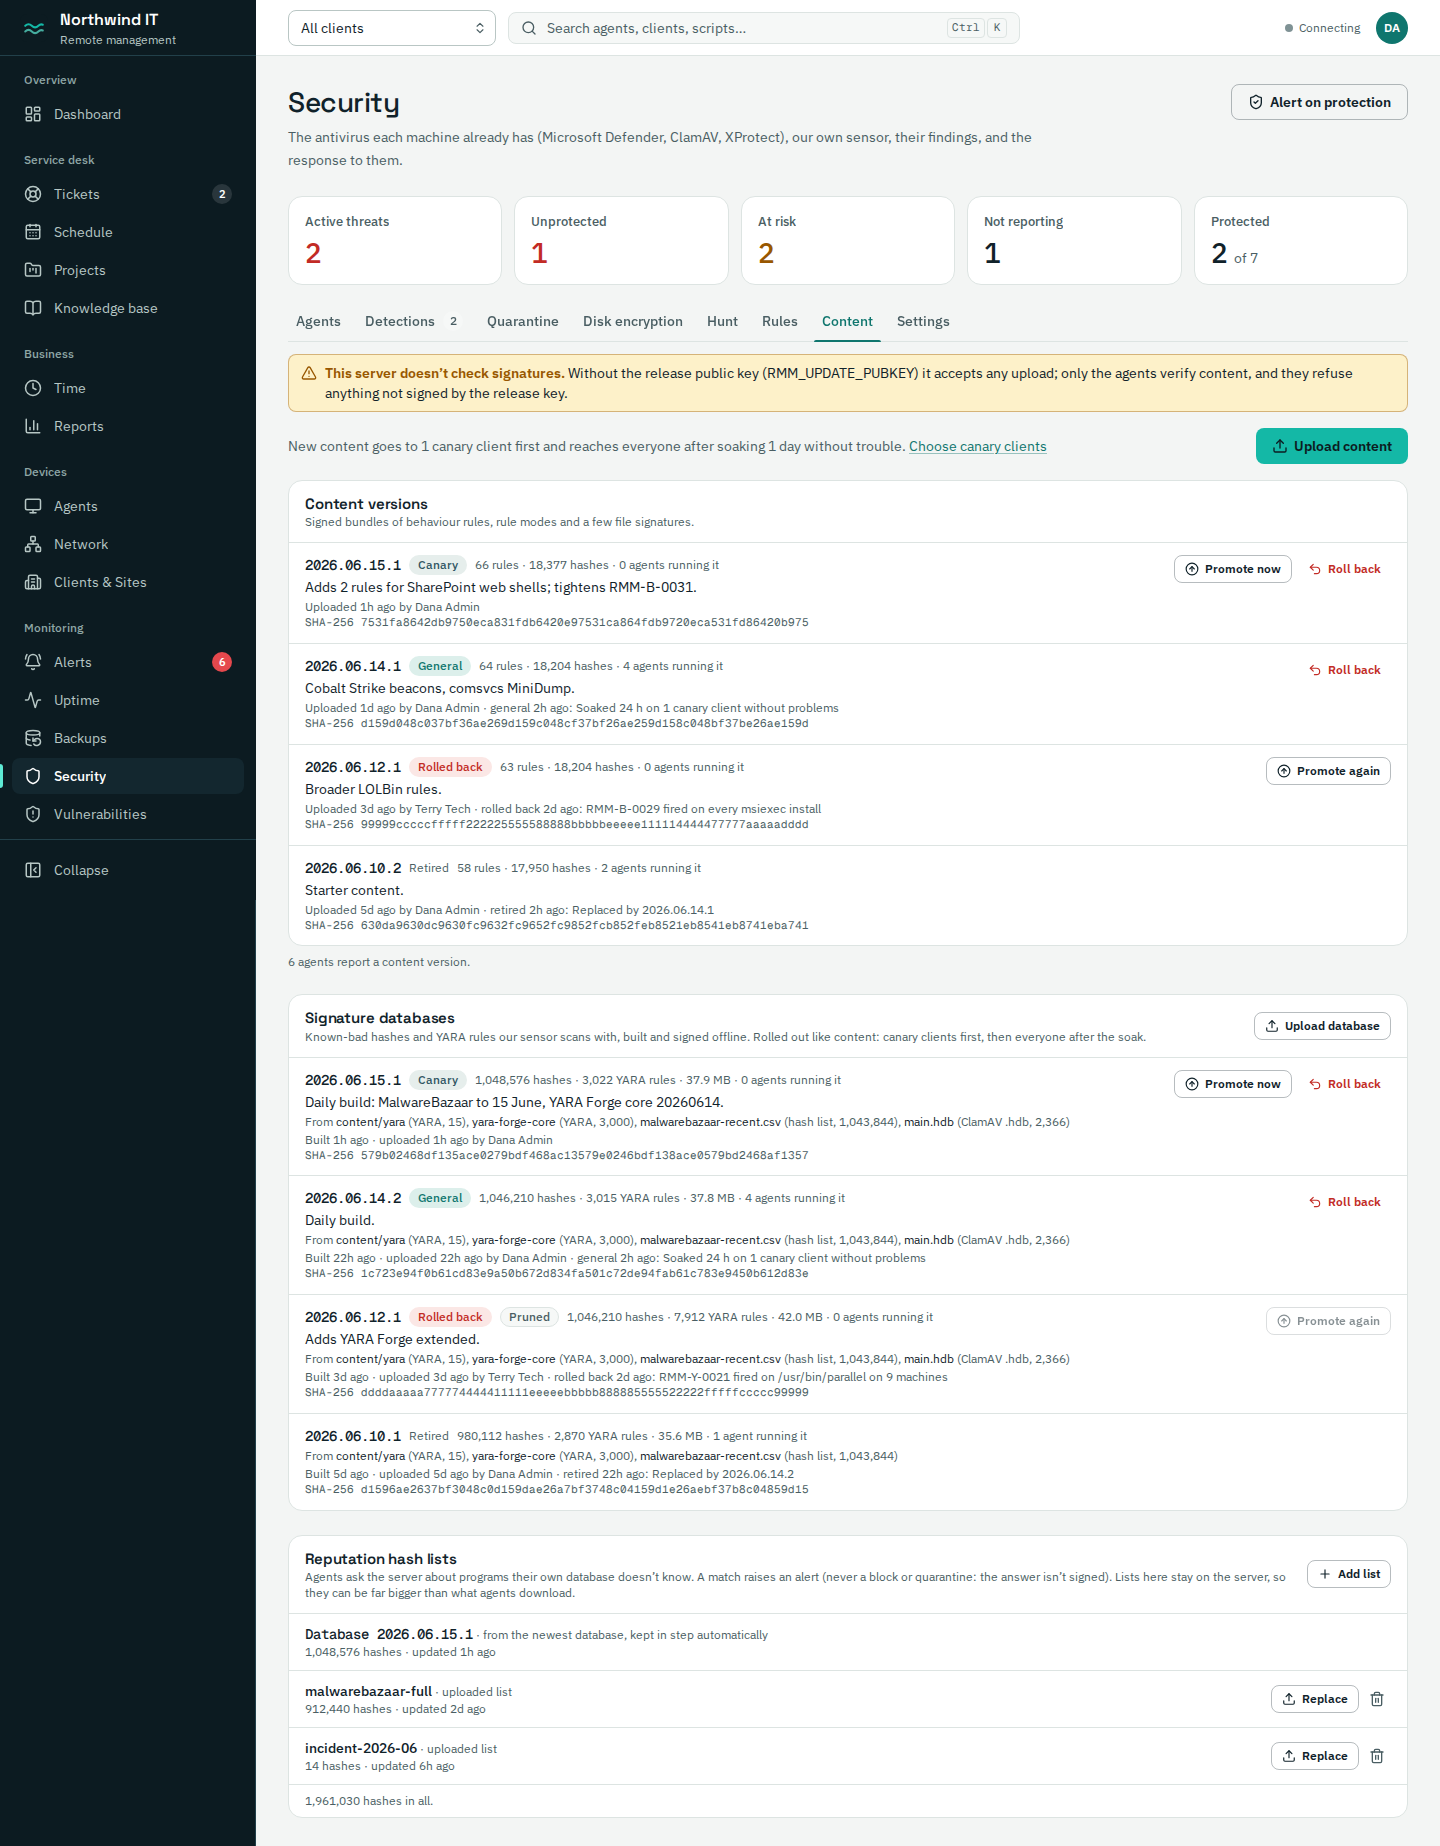 Northwind IT
Remote management
All clients
Search agents, clients, scripts...
Ctrl K
Connecting
DA
Overview
Dashboard
Service desk
Tickets 2
Schedule
Projects
Knowledge base
Business
Time
Reports
Devices
Agents
Network
Clients & Sites
Monitoring
Alerts 6
Uptime
Backups
Security
Vulnerabilities
Collapse
Security
Alert on protection
The antivirus each machine already has (Microsoft Defender, ClamAV, XProtect), our own sensor, their findings, and the
response to them.
Active threats
2
Unprotected
1
At risk
2
Not reporting
1
Protected
2 of 7
Agents Detections 2 Quarantine Disk encryption Hunt Rules Content Settings
This server doesn't check signatures. Without the release public key (RMM_UPDATE_PUBKEY) it accepts any upload; only the agents verify content, and they refuse
anything not signed by the release key.
New content goes to 1 canary client first and reaches everyone after soaking 1 day without trouble. Choose canary clients
Upload content
Content versions
Signed bundles of behaviour rules, rule modes and a few file signatures.
2026.06.15.1 Canary 66 rules · 18,377 hashes · 0 agents running it
Promote now Roll back
Adds 2 rules for SharePoint web shells; tightens RMM-B-0031.
Uploaded 1h ago by Dana Admin
SHA-256 7531fa8642db9750eca831fdb6420e97531ca864fdb9720eca531fd86420b975
2026.06.14.1 General 64 rules · 18,204 hashes · 4 agents running it
Roll back
Cobalt Strike beacons, comsvcs MiniDump.
Uploaded 1d ago by Dana Admin · general 2h ago: Soaked 24 h on 1 canary client without problems
SHA-256 d159d048c037bf36ae269d159c048cf37bf26ae259d158c048bf37be26ae159d
2026.06.12.1 Rolled back 63 rules · 18,204 hashes · 0 agents running it
Promote again
Broader LOLBin rules.
Uploaded 3d ago by Terry Tech · rolled back 2d ago: RMM-B-0029 fired on every msiexec install
SHA-256 99999cccccfffff222225555588888bbbbbeeeee111114444477777aaaaadddd
2026.06.10.2 Retired 58 rules · 17,950 hashes · 2 agents running it
Starter content.
Uploaded 5d ago by Dana Admin · retired 2h ago: Replaced by 2026.06.14.1
SHA-256 630da9630dc9630fc9632fc9652fc9852fcb852feb8521eb8541eb8741eba741
6 agents report a content version.
Signature databases
Known-bad hashes and YARA rules our sensor scans with, built and signed offline. Rolled out like content: canary clients first, then everyone after the soak.
Upload database
2026.06.15.1 Canary 1,048,576 hashes · 3,022 YARA rules · 37.9 MB · 0 agents running it
Promote now Roll back
Daily build: MalwareBazaar to 15 June, YARA Forge core 20260614.
From content/yara (YARA, 15), yara-forge-core (YARA, 3,000), malwarebazaar-recent.csv (hash list, 1,043,844), main.hdb (ClamAV .hdb, 2,366)
Built 1h ago · uploaded 1h ago by Dana Admin
SHA-256 579b02468df135ace0279bdf468ac13579e0246bdf138ace0579bd2468af1357
2026.06.14.2 General 1,046,210 hashes · 3,015 YARA rules · 37.8 MB · 4 agents running it
Roll back
Daily build.
From content/yara (YARA, 15), yara-forge-core (YARA, 3,000), malwarebazaar-recent.csv (hash list, 1,043,844), main.hdb (ClamAV .hdb, 2,366)
Built 22h ago · uploaded 22h ago by Dana Admin · general 2h ago: Soaked 24 h on 1 canary client without problems
SHA-256 1c723e94f0b61cd83e9a50b672d834fa501c72de94fab61c783e9450b612d83e
2026.06.12.1 Rolled back Pruned 1,046,210 hashes · 7,912 YARA rules · 42.0 MB · 0 agents running it
Promote again
Adds YARA Forge extended.
From content/yara (YARA, 15), yara-forge-core (YARA, 3,000), malwarebazaar-recent.csv (hash list, 1,043,844), main.hdb (ClamAV .hdb, 2,366)
Built 3d ago · uploaded 3d ago by Terry Tech · rolled back 2d ago: RMM-Y-0021 fired on /usr/bin/parallel on 9 machines
SHA-256 ddddaaaaa777774444411111eeeeebbbbb888885555522222fffffccccc99999
2026.06.10.1 Retired 980,112 hashes · 2,870 YARA rules · 35.6 MB · 1 agent running it
From content/yara (YARA, 15), yara-forge-core (YARA, 3,000), malwarebazaar-recent.csv (hash list, 1,043,844)
Built 5d ago · uploaded 5d ago by Dana Admin · retired 22h ago: Replaced by 2026.06.14.2
SHA-256 d1596ae2637bf3048c0d159dae26a7bf3748c04159d1e26aebf37b8c04859d15
Reputation hash lists
Agents ask the server about programs their own database doesn't know. A match raises an alert (never a block or quarantine: the answer isn't signed). Lists here stay on the server, so
they can be far bigger than what agents download.
Add list
Database 2026.06.15.1 · from the newest database, kept in step automatically
1,048,576 hashes · updated 1h ago
malwarebazaar-full · uploaded list
912,440 hashes · updated 2d ago
Replace
incident-2026-06 · uploaded list
14 hashes · updated 6h ago
Replace
1,961,030 hashes in all.